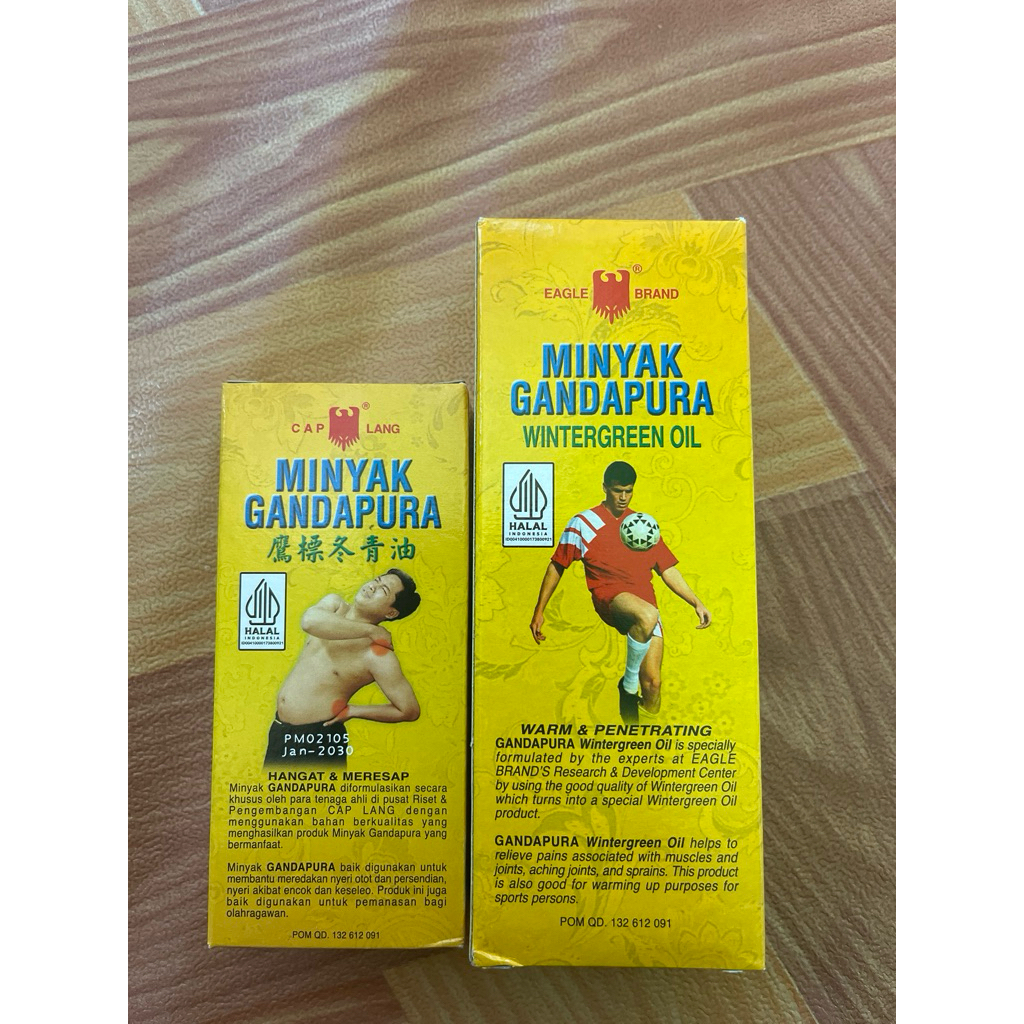 CAP LANG ®
MINYAK
GANDAPURA
鷹標冬青油
HALAL
INDONESIA
ID00410000173800921
PM02105
Jan-2030
HANGAT & MERESAP
Minyak GANDAPURA diformulasikan secara
khusus oleh para tenaga ahli di pusat Riset &
Pengembangan CAP LANG dengan
menggunakan bahan berkualitas yang
menghasilkan produk Minyak Gandapura yang
bermanfaat.
Minyak GANDAPURA baik digunakan untuk
membantu meredakan nyeri otot dan persendian,
nyeri akibat encok dan keseleo. Produk ini juga
baik digunakan untuk pemanasan bagi
olahragawan.
POM QD. 132 612 091
EAGLE BRAND ®
MINYAK
GANDAPURA
WINTERGREEN OIL
HALAL
INDONESIA
ID00410000173800921
WARM & PENETRATING
GANDAPURA Wintergreen Oil is specially
formulated by the experts at EAGLE
BRAND'S Research & Development Center
by using the good quality of Wintergreen Oil
which turns into a special Wintergreen Oil
product.
GANDAPURA Wintergreen Oil helps to
relieve pains associated with muscles and
joints, aching joints, and sprains. This product
is also good for warming up purposes for
sports persons.
POM QD. 132 612 091